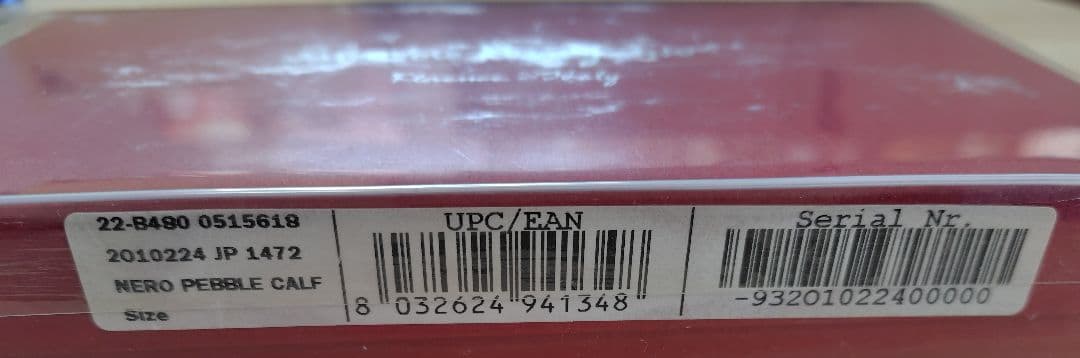 22-B480 0515618
2010224 JP 1472
NERO PEBBLE CALF
Size
UPC/EAN
8 032624 941348
Serial Nr.
-93201022400000